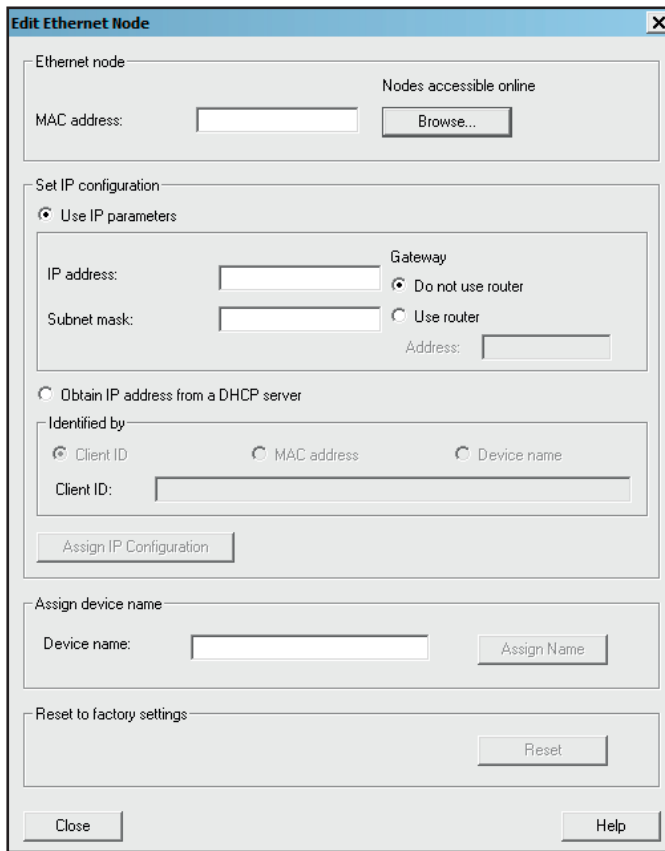 Edit Ethernet Node
Ethernet node
Nodes accessible online
MAC address:
Browse...
Set IP configuration
Use IP parameters
Gateway
IP address:
Do not use router
Subnet mask:
Use router
Address:
Obtain IP address from a DHCP server
Identified by
Client ID MAC address Device name
Client ID:
Assign IP Configuration
Assign device name
Device name:
Assign Name
Reset to factory settings
Reset
Close Help